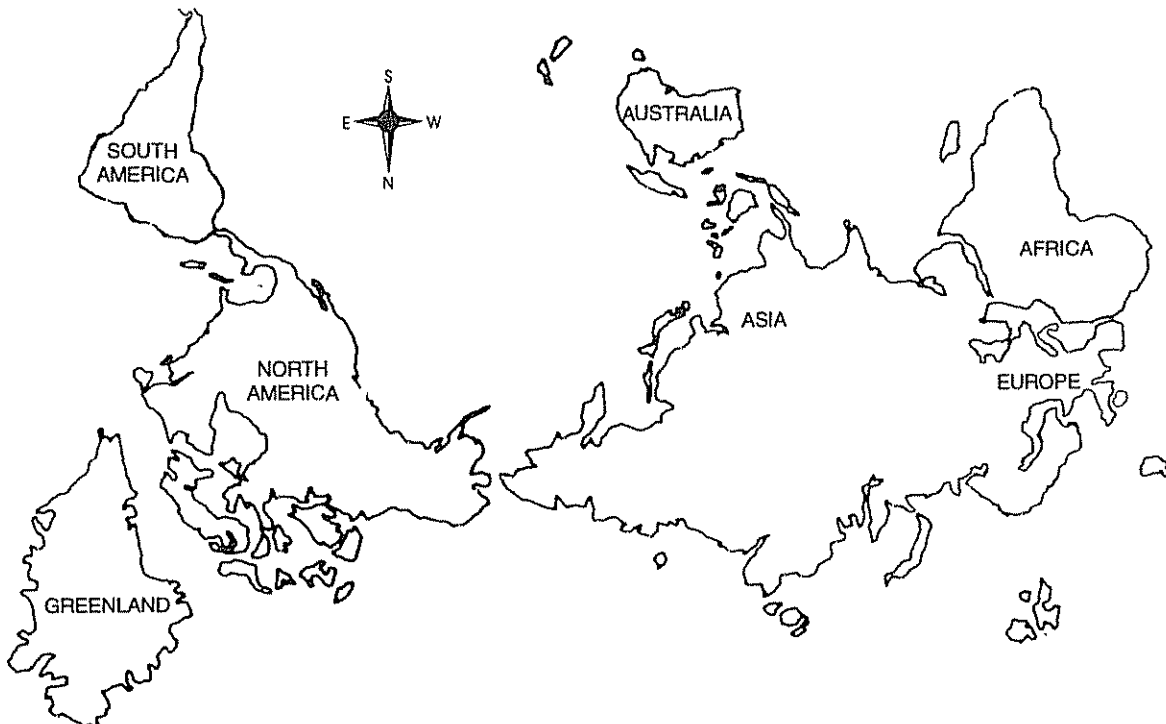 S
E
W
N
SOUTH
AMERICA
AUSTRALIA
AFRICA
ASIA
NORTH
AMERICA
EUROPE
GREENLAND